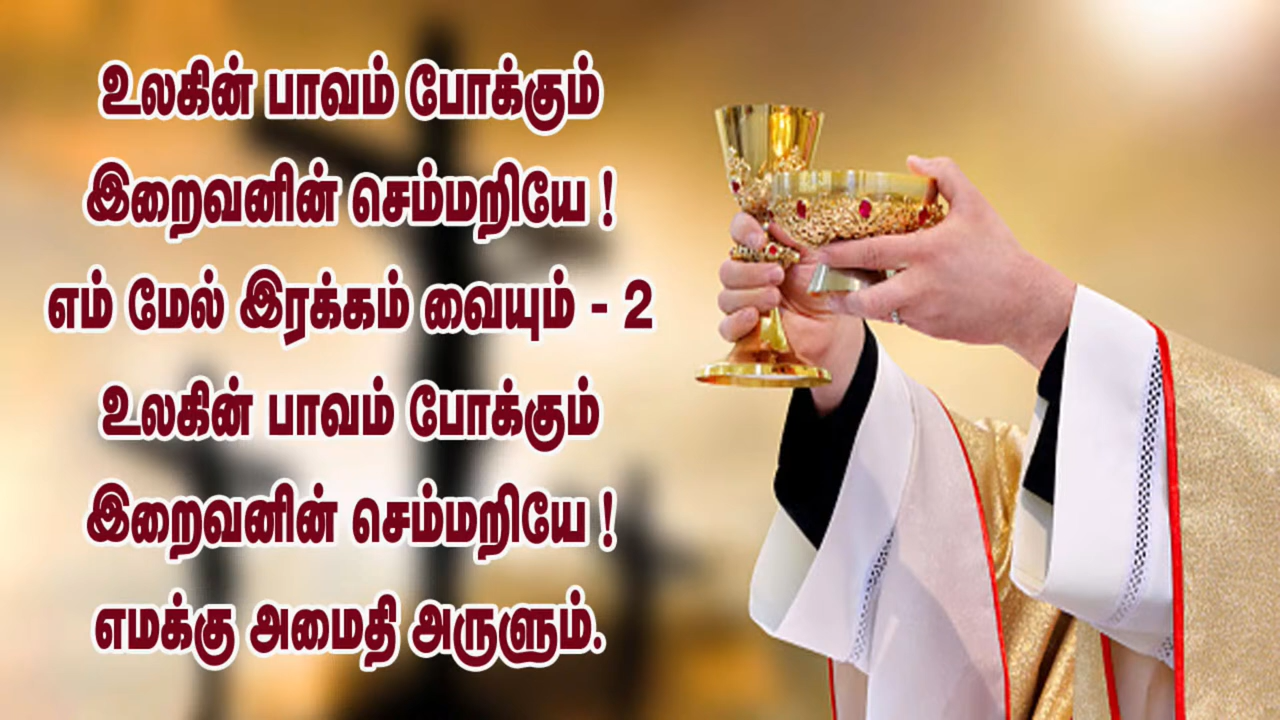 உலகின் பாவம் போக்கும்
இறைவனின் செம்மறியே !
எம் மேல் இரக்கம் வையும் - 2
உலகின் பாவம் போக்கும்
இறைவனின் செம்மறியே !
எமக்கு அமைதி அருளும்.